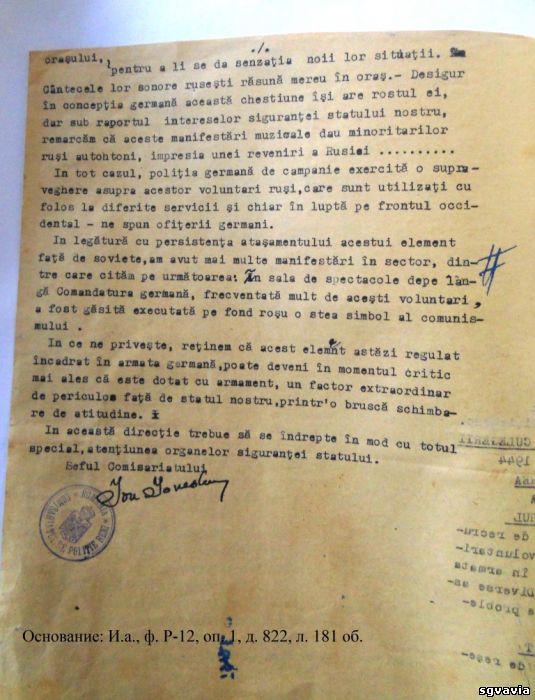 ./.
orașului, pentru a li se da senzația noii lor situații.
Cântecele lor sonore rusești răsună mereu în oraș.- Desigur
în concepția germană această chestiune își are rostul ei,
dar sub raportul intereselor siguranței statului nostru,
remarcăm că aceste manifestări muzicale dau minoritarilor
ruși autohtoni, impresia unei reveniri a Rusiei ..........
In tot cazul, poliția germană de campanie exercită o supra-
veghere asupra acestor voluntari ruși,care sunt utilizați cu
folos la diferite servicii și chiar în luptă pe frontul occi-
dental - ne spun ofițerii germani.
In legătură cu persistența atașamentului acestui element
față de soviete,am avut mai multe manifestări în sector, din-
tre care cităm pe următoarea: In sala de spectacole depe lân-
gă Comandatura germană, frecventată mult de acești voluntari,
a fost găsită executată pe fond roșu o stea simbol al comunis-
mului .
In ce ne privește, reținem că acest element astăzi regulat
încadrat în armata germană,poate deveni în momentul critic
mai ales că este dotat cu armament, un factor extraordinar
de periculos față de statul nostru,printr'o bruscă schimba-
re de atitudine.
In această direcție trebue să se îndrepte în mod cu totul
special,atențiunea organelor siguranței statului.
Șeful Comisariatului
ROMANIA
DE POLITIE RENI
1944
Основание: И.а., ф. Р-12, оп. 1, д. 822, л. 181 об.
sgvavia